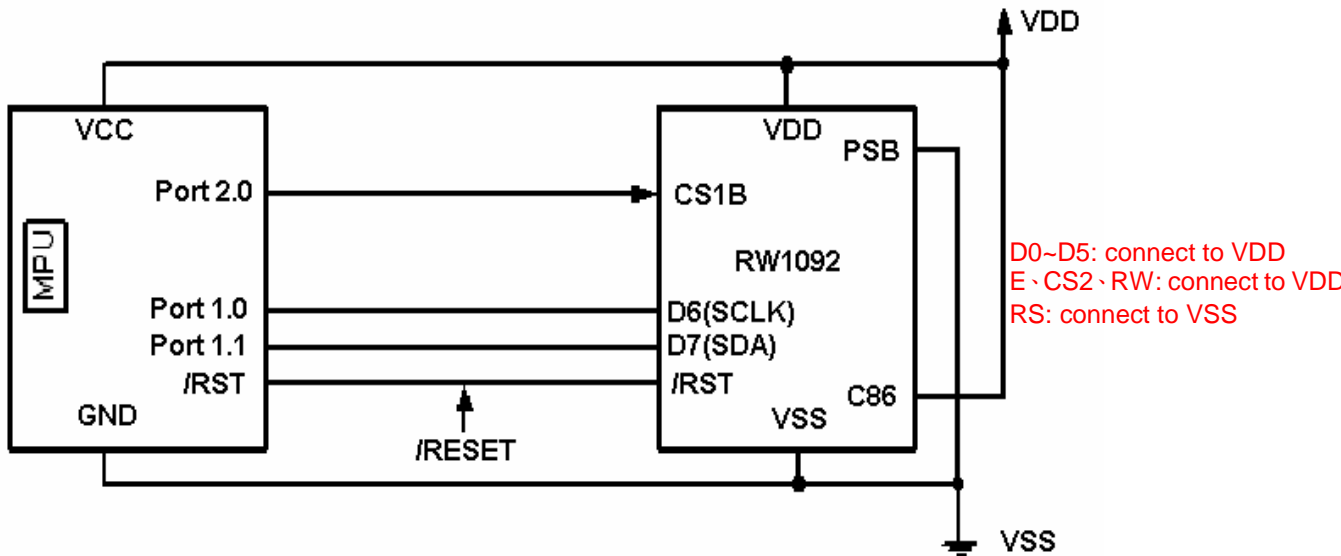 VDD
VCC
VDD
PSB
Port 2.0
CS1B
MPU
RW1092
D0~D5: connect to VDD
E、CS2、RW: connect to VDD
RS: connect to VSS
Port 1.0
D6(SCLK)
Port 1.1
D7(SDA)
/RST
/RST
C86
GND
VSS
/RESET
VSS